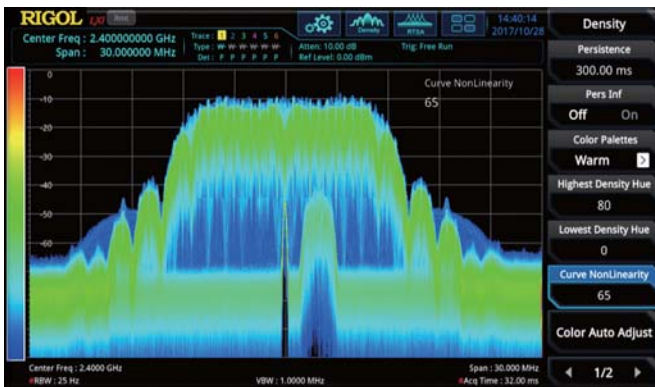 RIGOL LXI RTSA
14:40:14
2017/10/28
Density
Center Freq : 2.400000000 GHz
Span : 30.000000 MHz
Trace : 1 2 3 4 5 6
Type : W W W W W W
Det : P P P P P P
Density
RTSA
Atten: 10.00 dB
Ref Level: 0.00 dBm
Trig: Free Run
Persistence
300.00 ms
Pers Inf
Off On
Color Palettes
Warm >
Highest Density Hue
80
Lowest Density Hue
0
Curve NonLinearity
65
Color Auto Adjust
1/2
0
-10
-20
-30
-40
-50
-60
Curve NonLinearity
65
Center Freq : 2.4000 GHz
Span : 30.000 MHz
#RBW : 25 Hz
VBW : 1.0000 MHz
#Acq Time : 32.00 ms